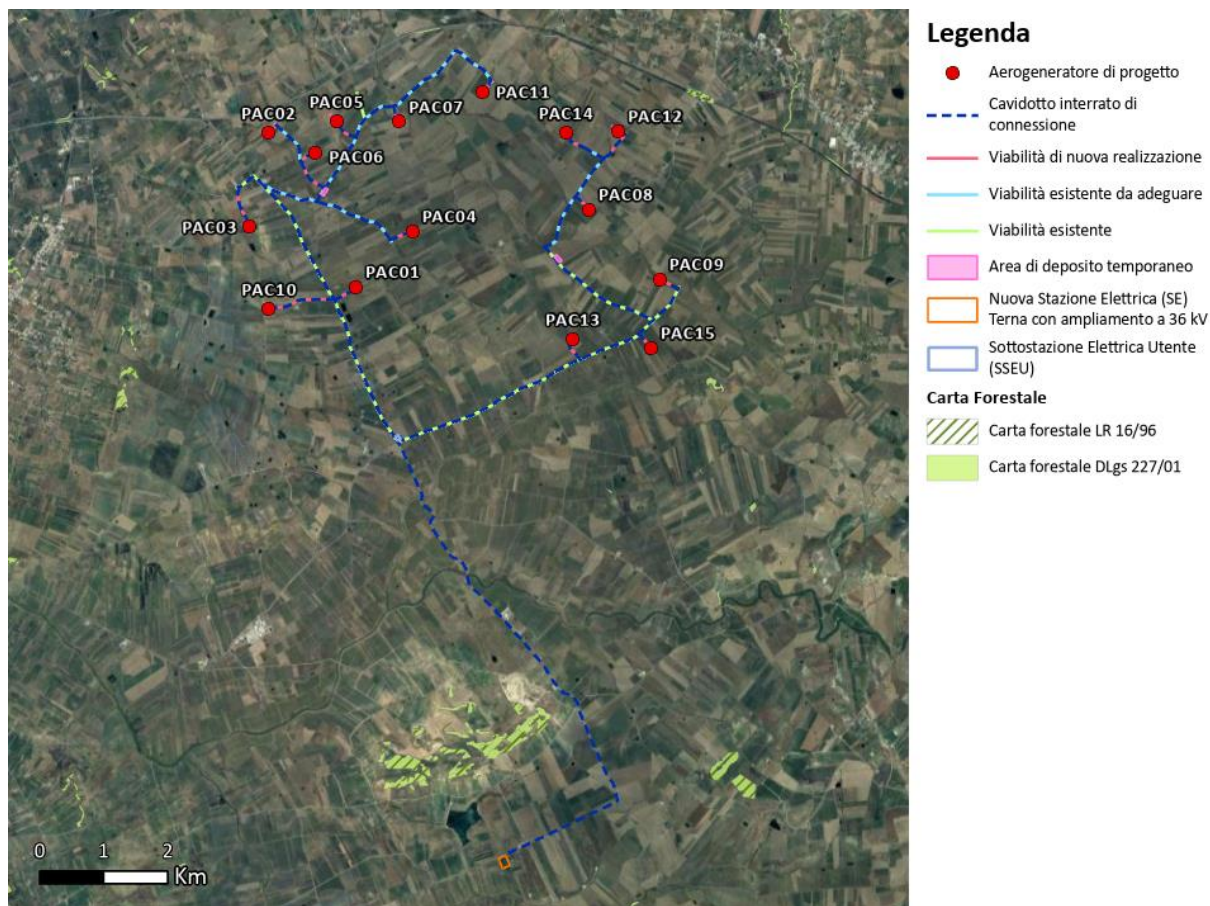 PAC11
PAC05
PAC07
PAC02
PAC14
PAC12
PAC06
PAC08
PAC03
PAC04
PAC01
PAC09
PAC10
PAC13
PAC15
0 1 2
Km
Legenda
Aerogeneratore di progetto
Cavidotto interrato di
connessione
Viabilità di nuova realizzazione
Viabilità esistente da adeguare
Viabilità esistente
Area di deposito temporaneo
Nuova Stazione Elettrica (SE)
Terna con ampliamento a 36 kV
Sottostazione Elettrica Utente
(SSEU)
Carta Forestale
Carta forestale LR 16/96
Carta forestale DLgs 227/01